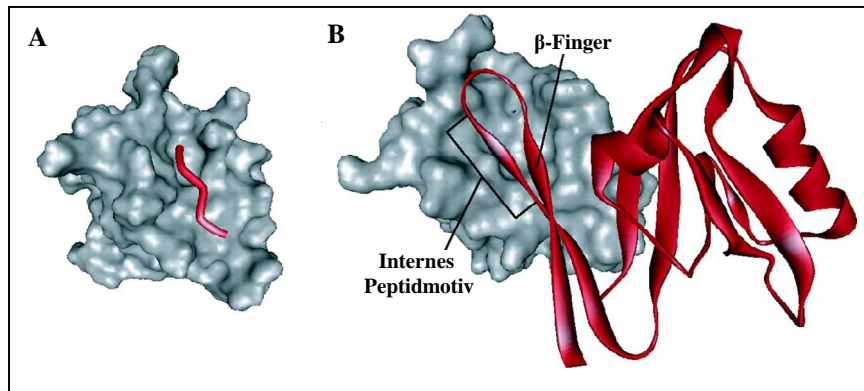 A
B
β-Finger
Internes
Peptidmotiv